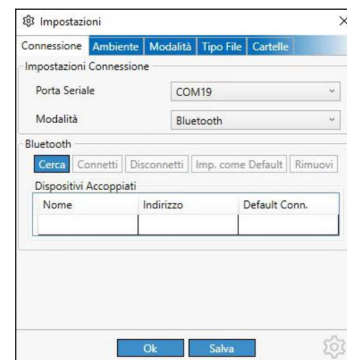 Impostazioni
Connessione Ambiente Modalità Tipo File Cartelle
Impostazioni Connessione
Porta Seriale COM19
Modalità Bluetooth
Bluetooth
Cerca Connetti Disconnetti Imp. come Default Rimuovi
Dispositivi Accoppiati
Nome Indirizzo Default Conn.
Ok Salva